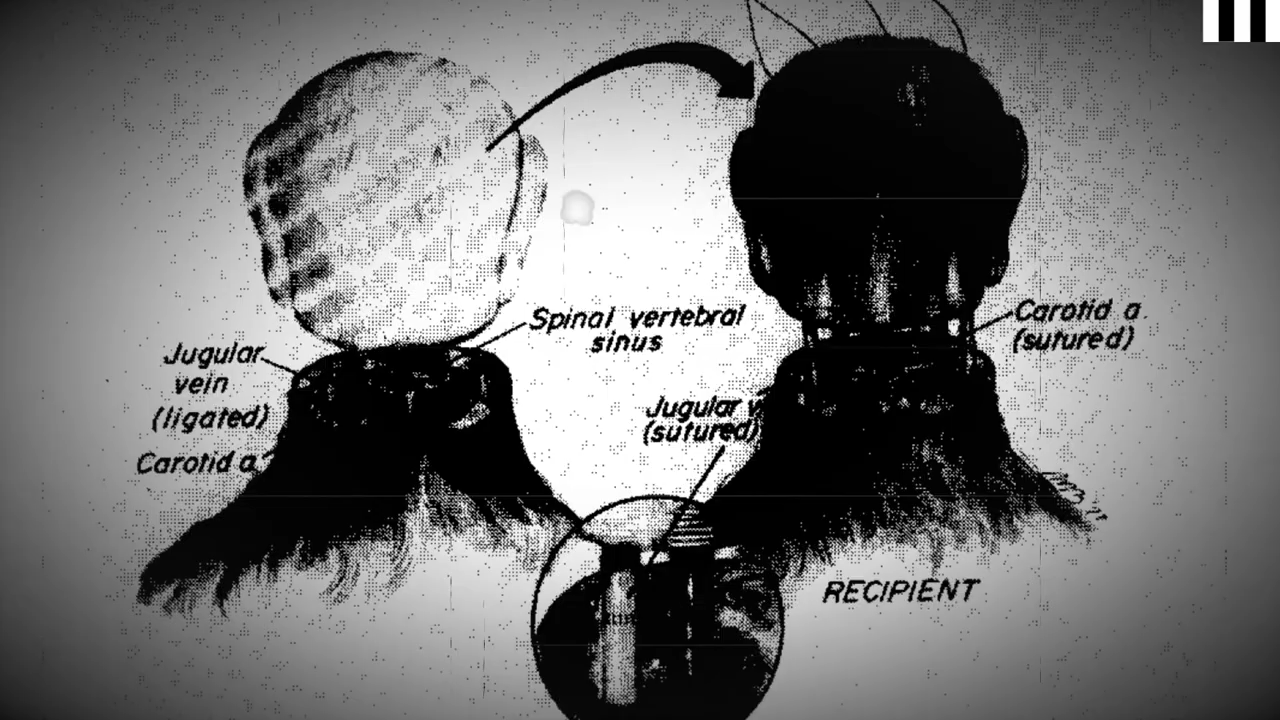 Spinal vertebral
sinus
Jugular
vein
(ligated)
Carotid a
Carotid a
(sutured)
Jugular v
(sutured)
RECIPIENT